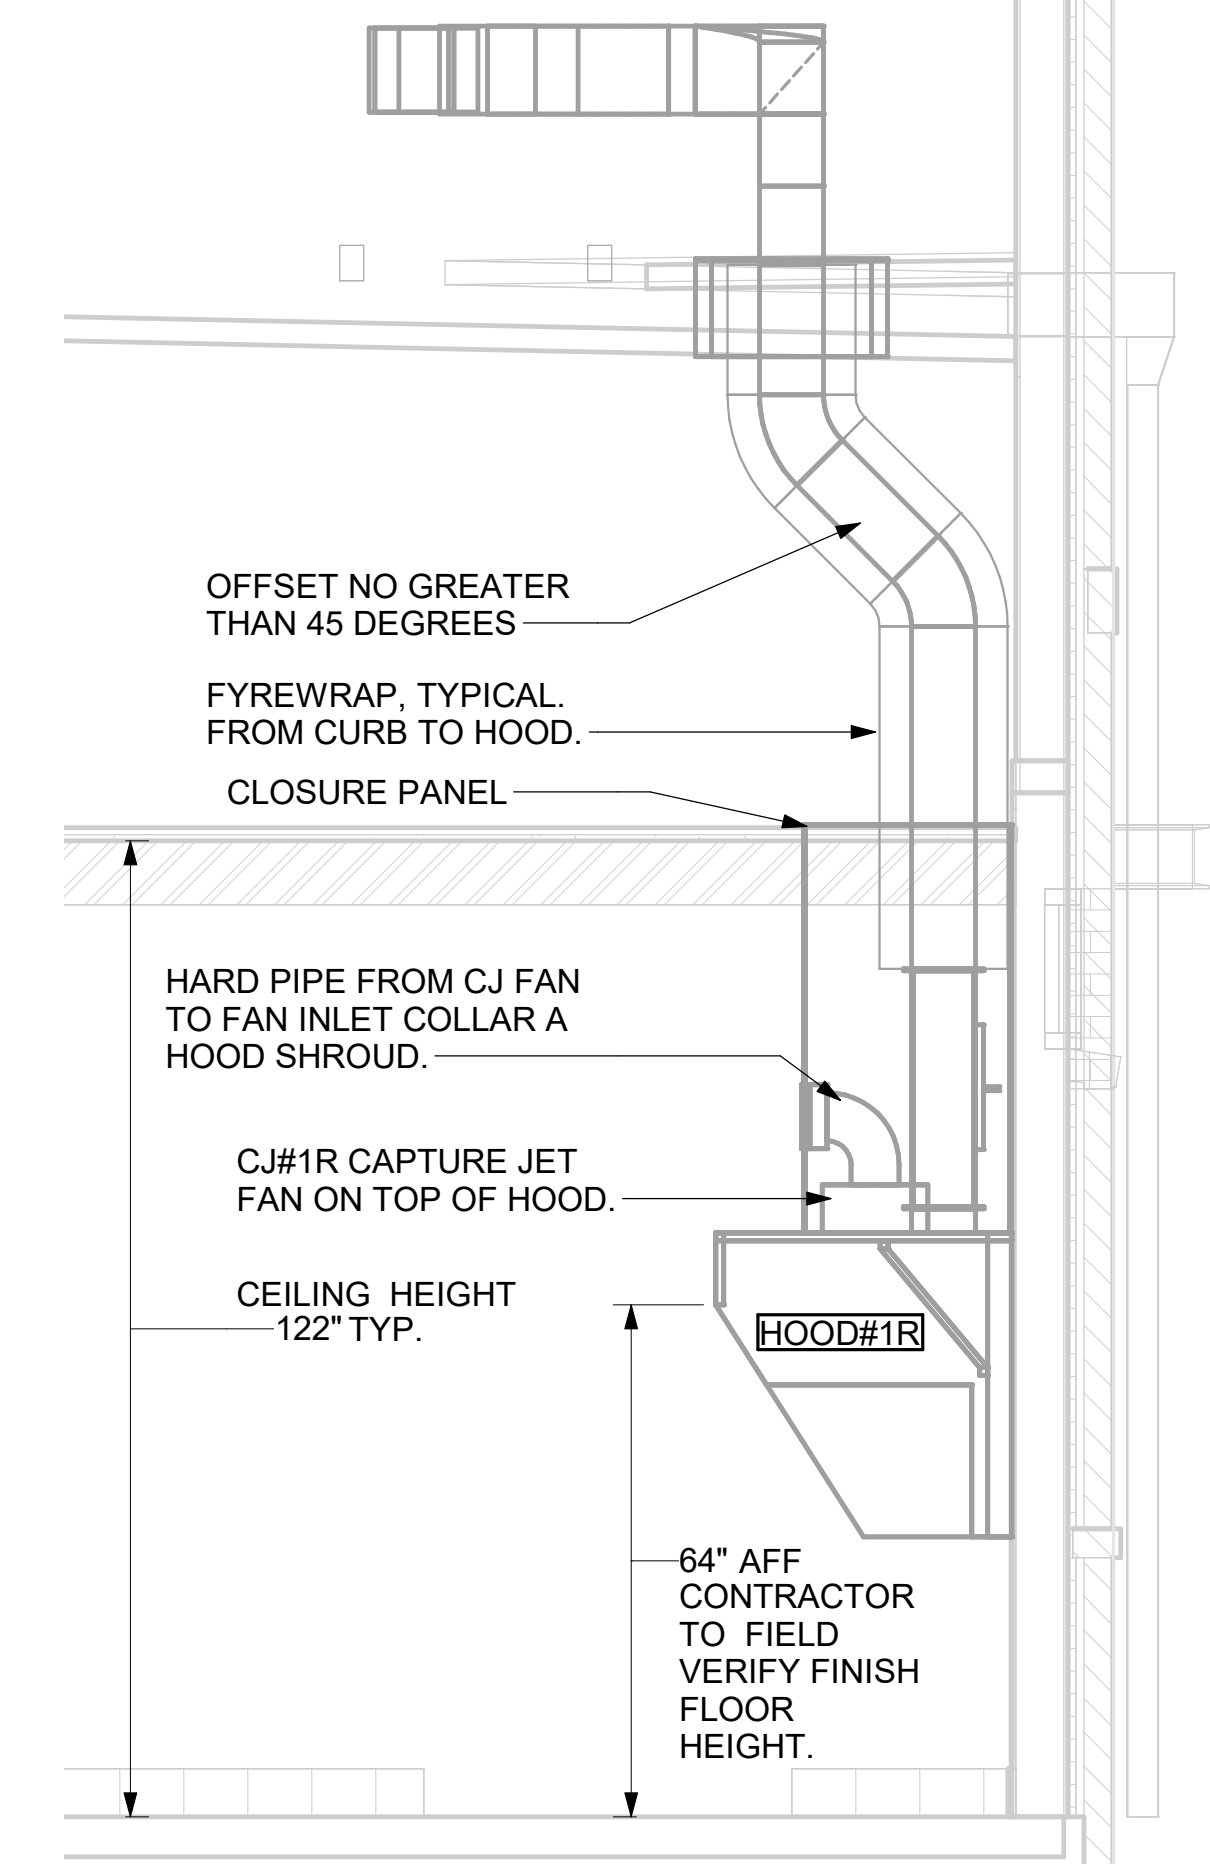 OFFSET NO GREATER
THAN 45 DEGREES
FYREWRAP, TYPICAL.
FROM CURB TO HOOD.
CLOSURE PANEL
HARD PIPE FROM CJ FAN
TO FAN INLET COLLAR A
HOOD SHROUD.
CJ#1R CAPTURE JET
FAN ON TOP OF HOOD.
CEILING HEIGHT
122" TYP.
HOOD#1R
64" AFF
CONTRACTOR
TO FIELD
VERIFY FINISH
FLOOR
HEIGHT.